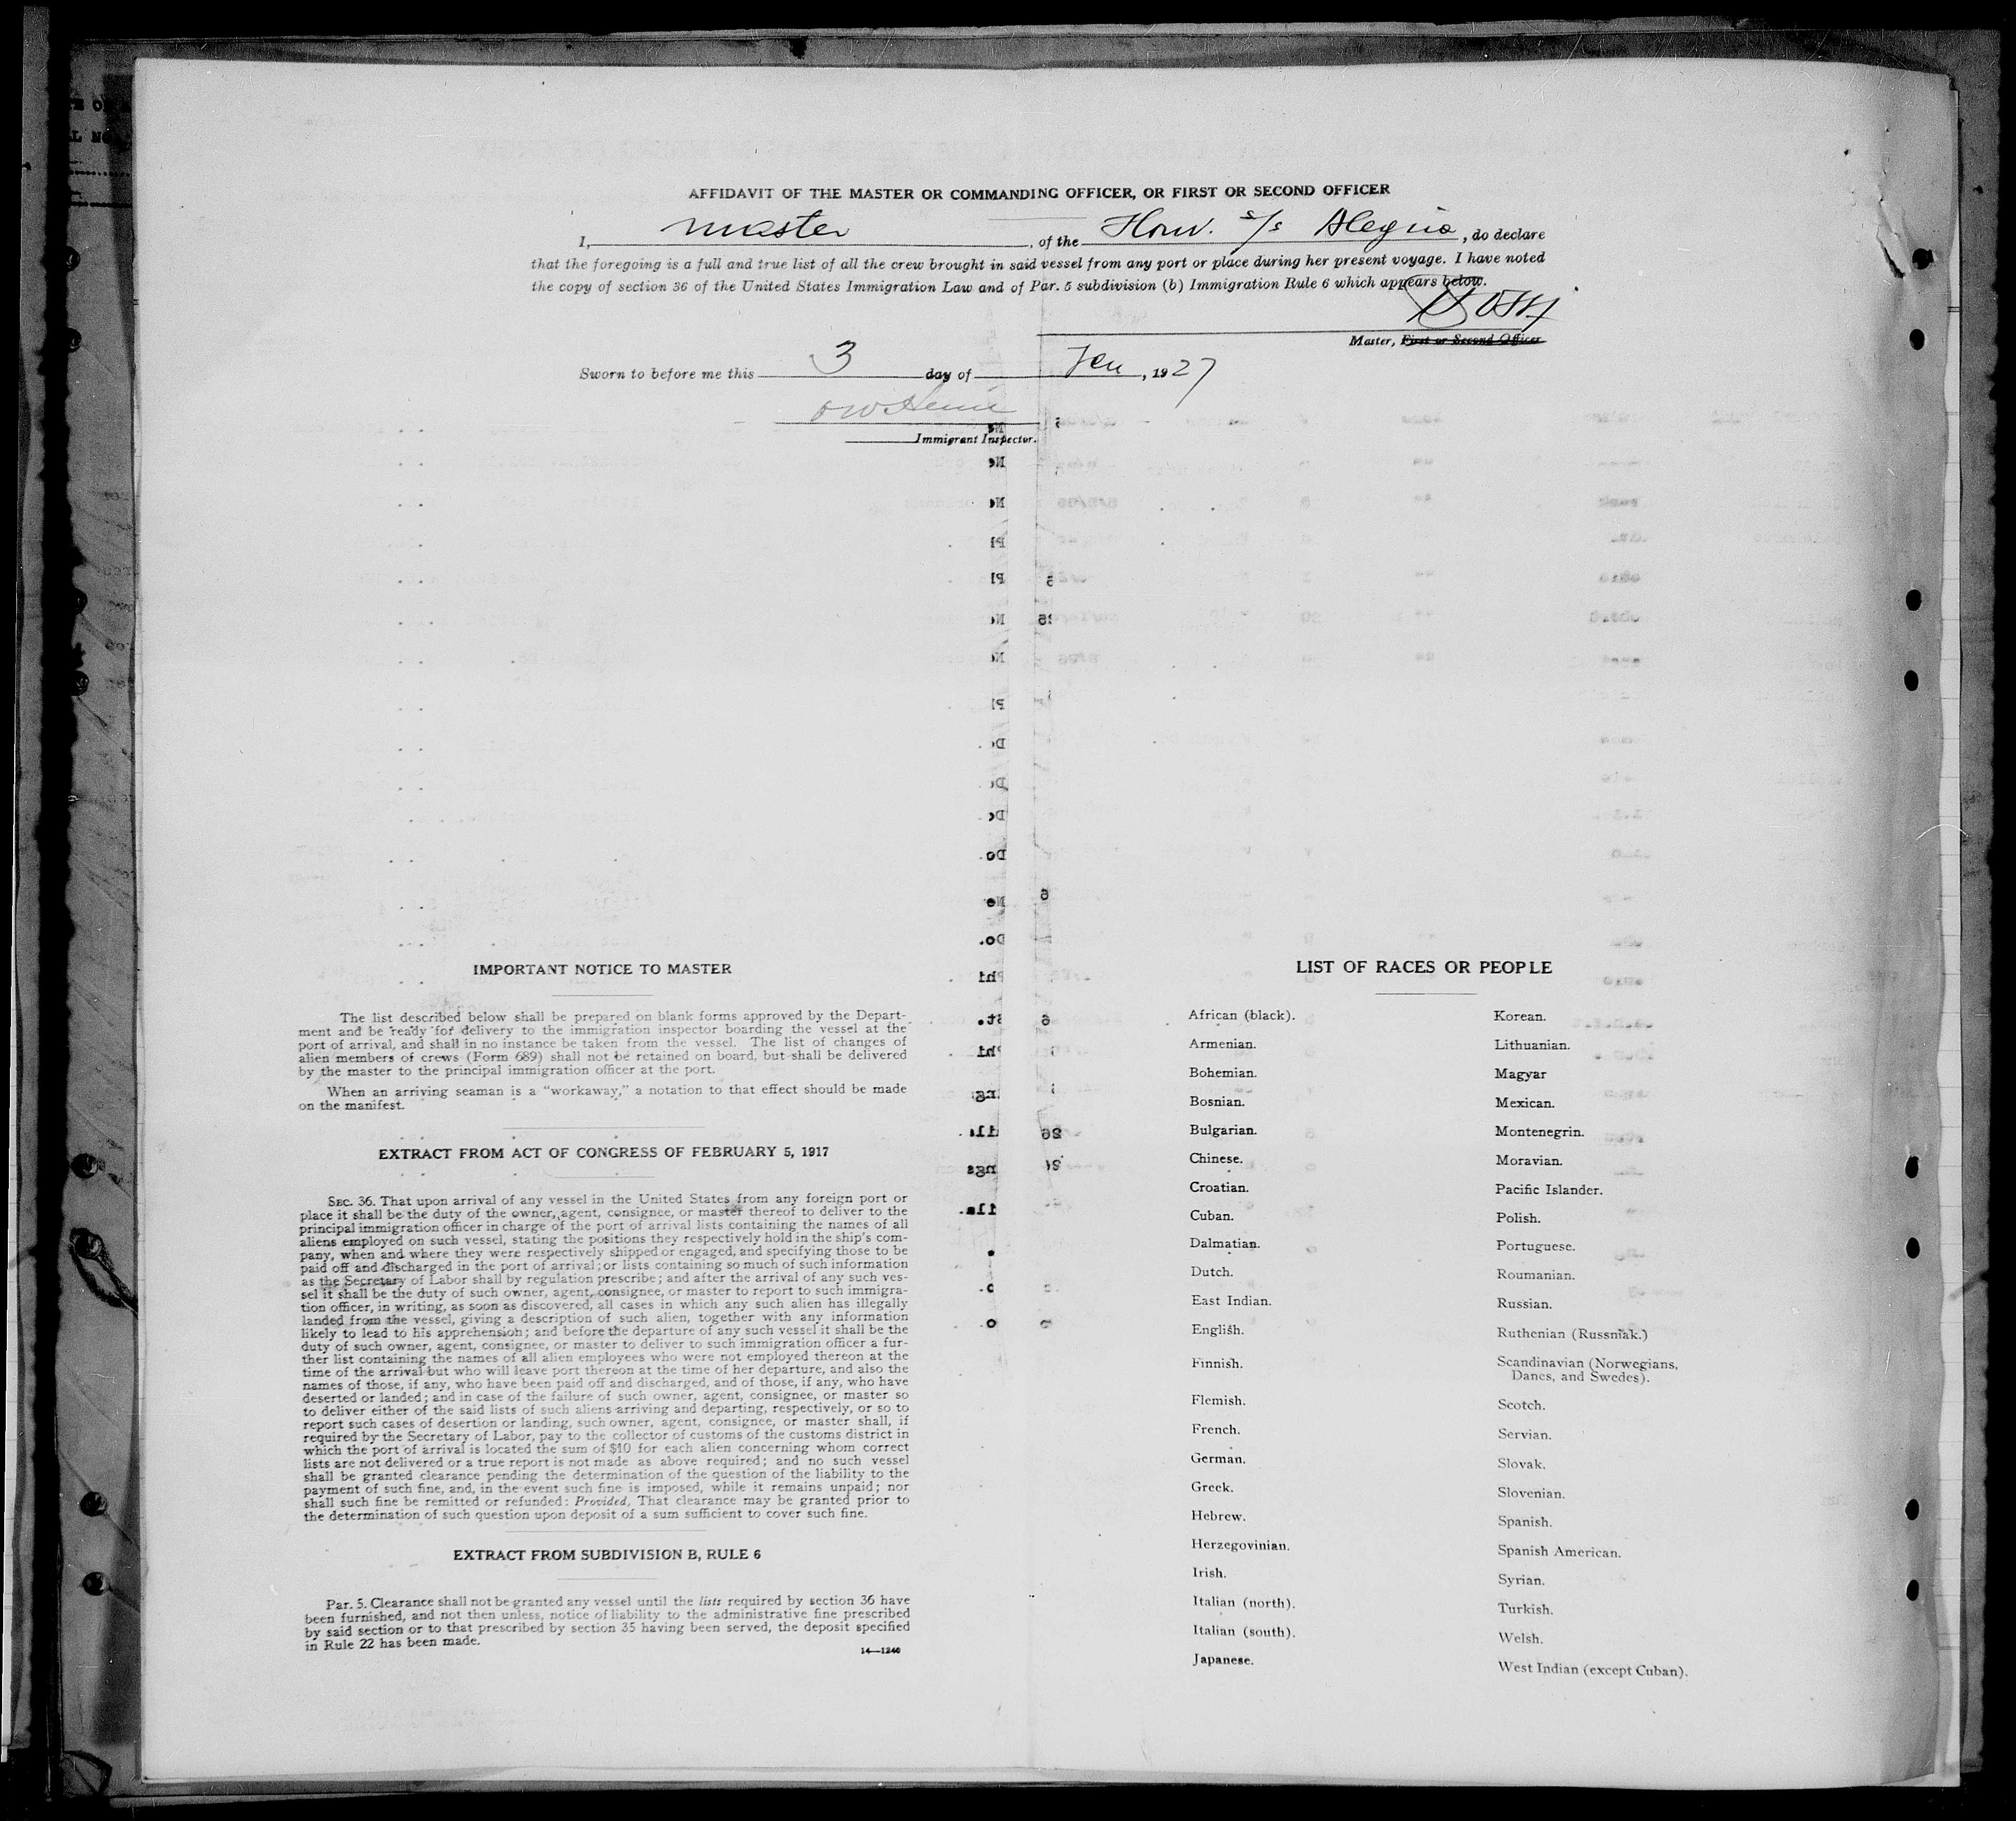 AFFIDAVIT OF THE MASTER OR COMMANDING OFFICER, OR FIRST OR SECOND OFFICER
I, master, of the Hon. s/s Alegria, do declare
that the foregoing is a full and true list of all the crew brought in said vessel from any port or place during her present voyage. I have noted
the copy of section 36 of the United States Immigration Law and of Par. 5 subdivision (b) Immigration Rule 6 which appears below.
Master, First or Second Officer
Sworn to before me this 3 day of Jan, 1927
Immigrant Inspector.
IMPORTANT NOTICE TO MASTER
The list described below shall be prepared on blank forms approved by the Depart-
ment and be ready for delivery to the immigration inspector boarding the vessel at the
port of arrival, and shall in no instance be taken from the vessel. The list of changes of
alien members of crews (Form 689) shall not be retained on board, but shall be delivered
by the master to the principal immigration officer at the port.
When an arriving seaman is a "workaway," a notation to that effect should be made
on the manifest.
EXTRACT FROM ACT OF CONGRESS OF FEBRUARY 5, 1917
SEC. 36. That upon arrival of any vessel in the United States from any foreign port or
place it shall be the duty of the owner, agent, consignee, or master thereof to deliver to the
principal immigration officer in charge of the port of arrival lists containing the names of all
aliens employed on such vessel, stating the positions they respectively hold in the ship's com-
pany, when and where they were respectively shipped or engaged, and specifying those to be
paid off and discharged in the port of arrival; or lists containing so much of such information
as the Secretary of Labor shall by regulation prescribe; and after the arrival of any such ves-
sel it shall be the duty of such owner, agent, consignee, or master to report to such immigra-
tion officer, in writing, as soon as discovered, all cases in which any such alien has illegally
landed from the vessel, giving a description of such alien, together with any information
likely to lead to his apprehension; and before the departure of any such vessel it shall be the
duty of such owner, agent, consignee, or master to deliver to such immigration officer a fur-
ther list containing the names of all alien employees who were not employed thereon at the
time of the arrival but who will leave port thereon at the time of her departure, and also the
names of those, if any, who have been paid off and discharged, and of those, if any, who have
deserted or landed; and in case of the failure of such owner, agent, consignee, or master so
to deliver either of the said lists of such aliens arriving and departing, respectively, or so to
report such cases of desertion or landing, such owner, agent, consignee, or master shall, if
required by the Secretary of Labor, pay to the collector of customs of the customs district in
which the port of arrival is located the sum of $10 for each alien concerning whom correct
lists are not delivered or a true report is not made as above required; and no such vessel
shall be granted clearance pending the determination of the question of the liability to the
payment of such fine, and, in the event such fine is imposed, while it remains unpaid; nor
shall such fine be remitted or refunded: Provided, That clearance may be granted prior to
the determination of such question upon deposit of a sum sufficient to cover such fine.
EXTRACT FROM SUBDIVISION B, RULE 6
Par. 5. Clearance shall not be granted any vessel until the lists required by section 36 have
been furnished, and not then unless, notice of liability to the administrative fine prescribed
by said section or to that prescribed by section 35 having been served, the deposit specified
in Rule 22 has been made.
14—1240
LIST OF RACES OR PEOPLE
African (black).
Armenian.
Bohemian.
Bosnian.
Bulgarian.
Chinese.
Croatian.
Cuban.
Dalmatian.
Dutch.
East Indian.
English.
Finnish.
Flemish.
French.
German.
Greek.
Hebrew.
Herzegovinian.
Irish.
Italian (north).
Italian (south).
Japanese.
Korean.
Lithuanian.
Magyar
Mexican.
Montenegrin.
Moravian.
Pacific Islander.
Polish.
Portuguese.
Roumanian.
Russian.
Ruthenian (Russniak.)
Scandinavian (Norwegians,
Danes, and Swedes).
Scotch.
Servian.
Slovak.
Slovenian.
Spanish.
Spanish American.
Syrian.
Turkish.
Welsh.
West Indian (except Cuban).